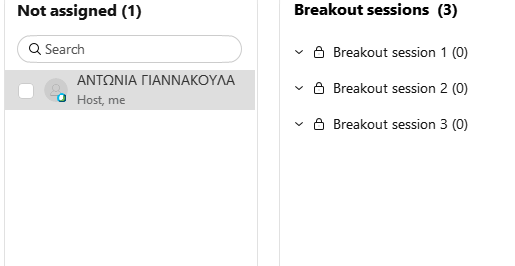 Not assigned (1)
Search
ΑΝΤΩΝΙΑ ΓΙΑΝΝΑΚΟΥΛΑ
Host, me
Breakout sessions (3)
Breakout session 1 (0)
Breakout session 2 (0)
Breakout session 3 (0)